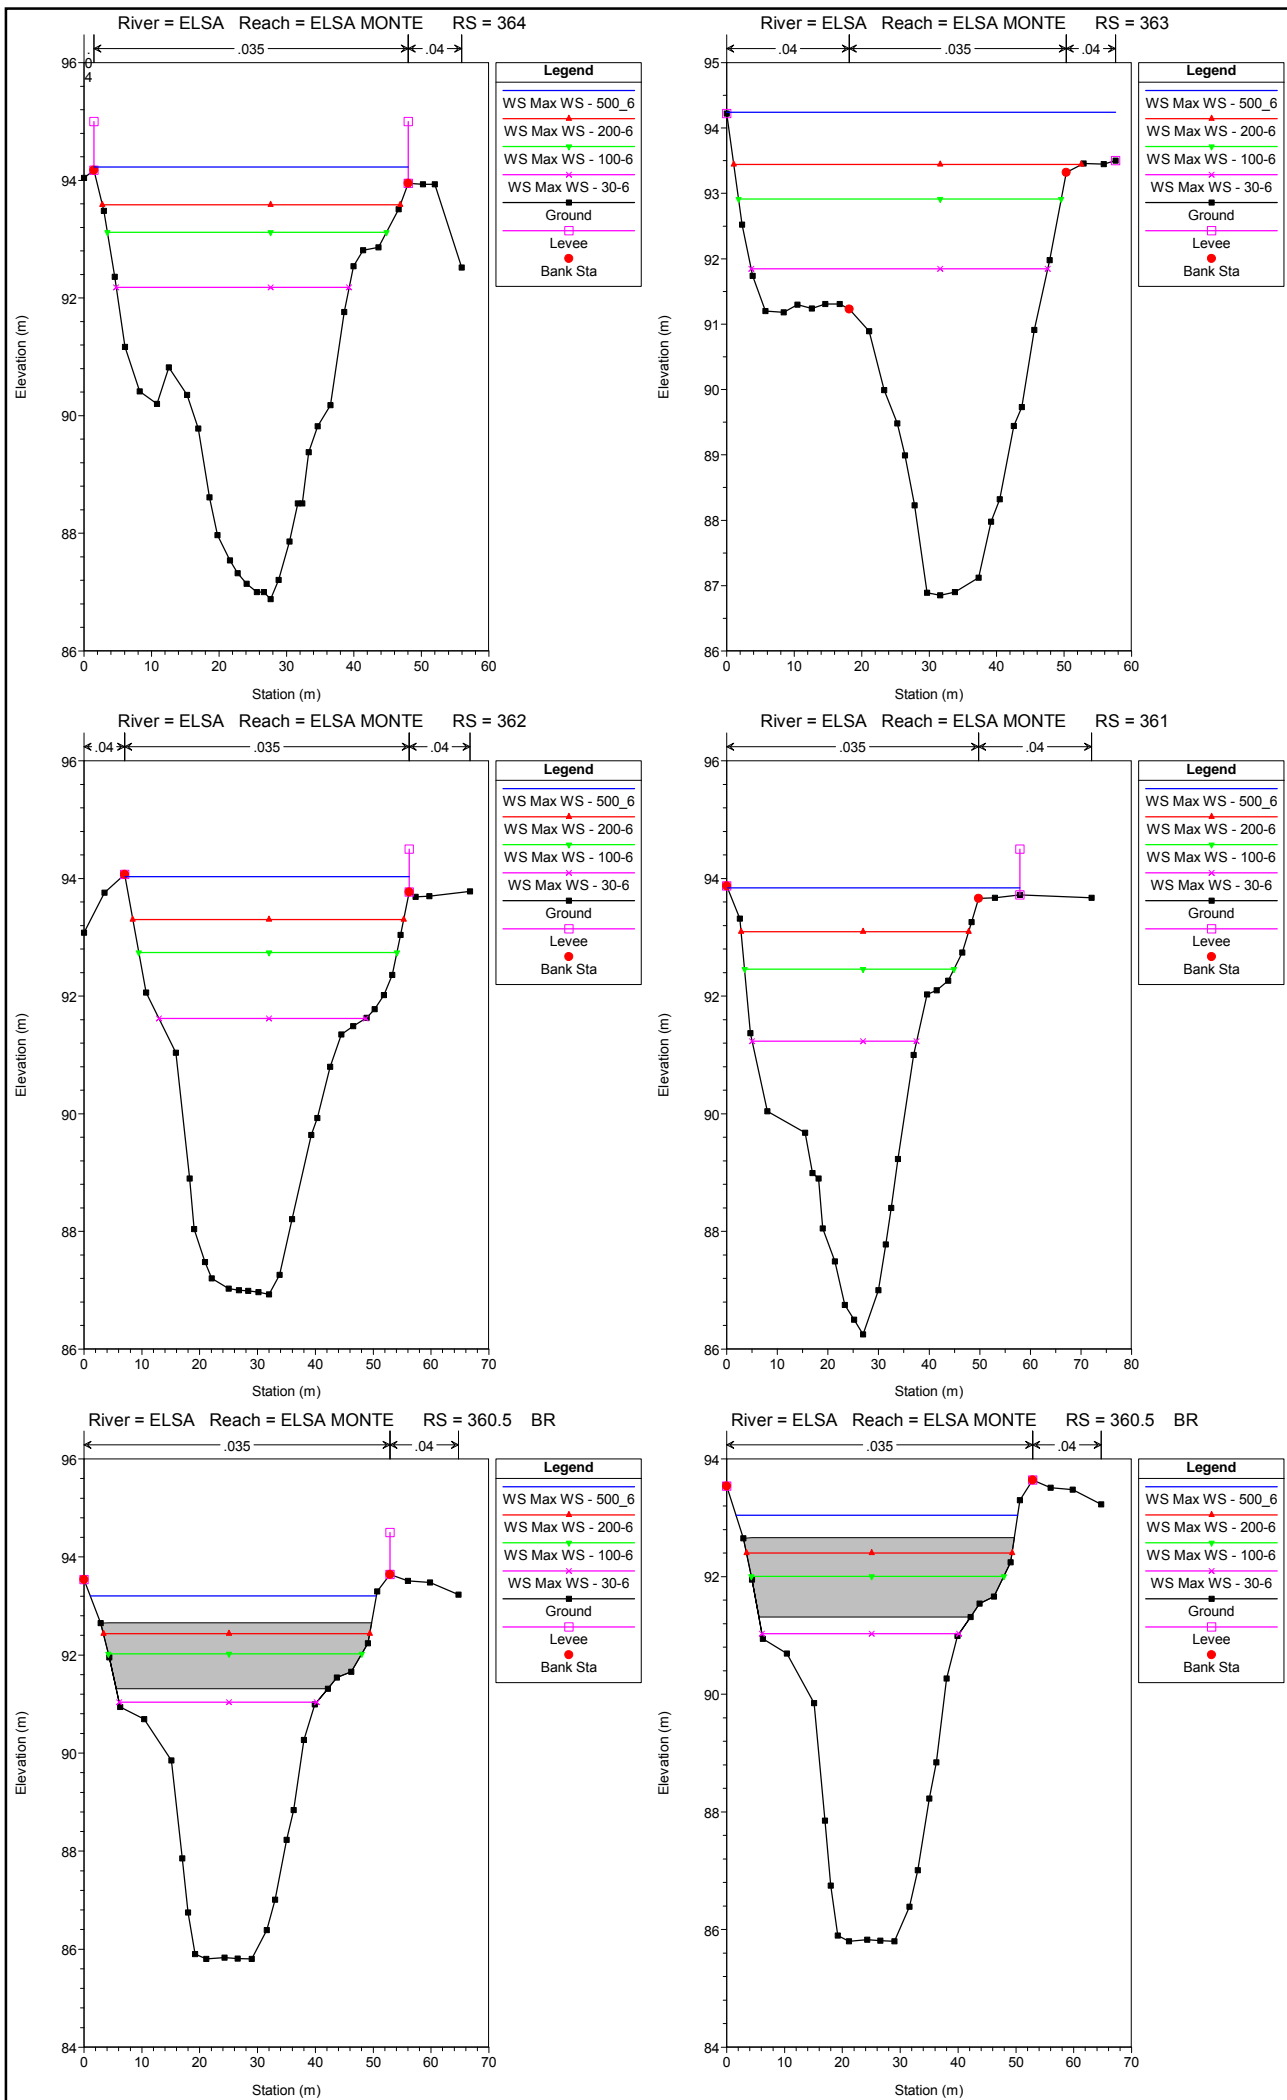 River = ELSA Reach = ELSA MONTE RS = 364
.04 .035 .04
96
94
92
90
88
86
0 10 20 30 40 50 60
Station (m)
Elevation (m)
Legend
WS Max WS - 500_6
WS Max WS - 200-6
WS Max WS - 100-6
WS Max WS - 30-6
Ground
Levee
Bank Sta
River = ELSA Reach = ELSA MONTE RS = 363
.04 .035 .04
95
94
93
92
91
90
89
88
87
86
0 10 20 30 40 50 60
Station (m)
Elevation (m)
Legend
WS Max WS - 500_6
WS Max WS - 200-6
WS Max WS - 100-6
WS Max WS - 30-6
Ground
Levee
Bank Sta
River = ELSA Reach = ELSA MONTE RS = 362
.04 .035 .04
96
94
92
90
88
86
0 10 20 30 40 50 60 70
Station (m)
Elevation (m)
Legend
WS Max WS - 500_6
WS Max WS - 200-6
WS Max WS - 100-6
WS Max WS - 30-6
Ground
Levee
Bank Sta
River = ELSA Reach = ELSA MONTE RS = 361
.035 .04
96
94
92
90
88
86
0 10 20 30 40 50 60 70 80
Station (m)
Elevation (m)
Legend
WS Max WS - 500_6
WS Max WS - 200-6
WS Max WS - 100-6
WS Max WS - 30-6
Ground
Levee
Bank Sta
River = ELSA Reach = ELSA MONTE RS = 360.5 BR
.035 .04
96
94
92
90
88
86
84
0 10 20 30 40 50 60 70
Station (m)
Elevation (m)
Legend
WS Max WS - 500_6
WS Max WS - 200-6
WS Max WS - 100-6
WS Max WS - 30-6
Ground
Levee
Bank Sta
River = ELSA Reach = ELSA MONTE RS = 360.5 BR
.035 .04
94
92
90
88
86
84
0 10 20 30 40 50 60 70
Station (m)
Elevation (m)
Legend
WS Max WS - 500_6
WS Max WS - 200-6
WS Max WS - 100-6
WS Max WS - 30-6
Ground
Levee
Bank Sta